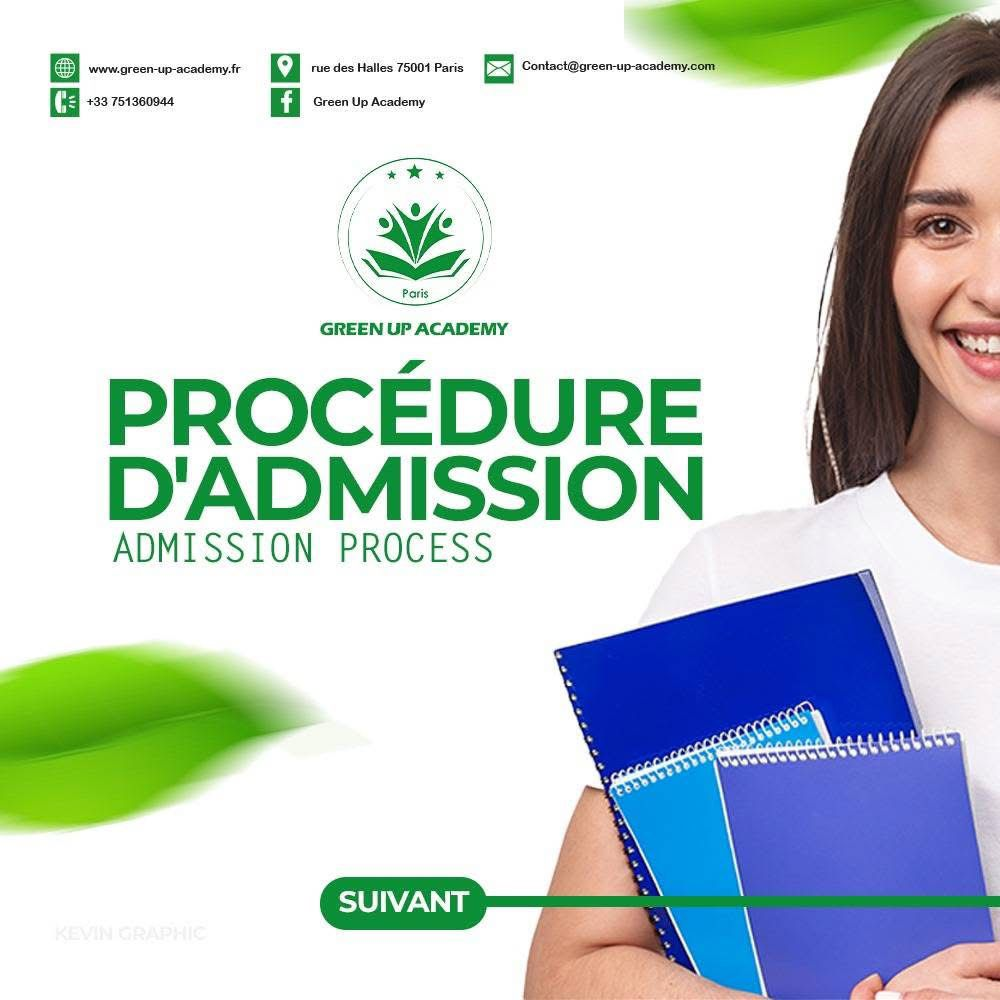 www.green-up-academy.fr
rue des Halles 75001 Paris
Contact@green-up-academy.com
+33 751360944
Green Up Academy
Paris
GREEN UP ACADEMY
PROCÉDURE
D'ADMISSION
ADMISSION PROCESS
SUIVANT
KEVIN GRAPHIC